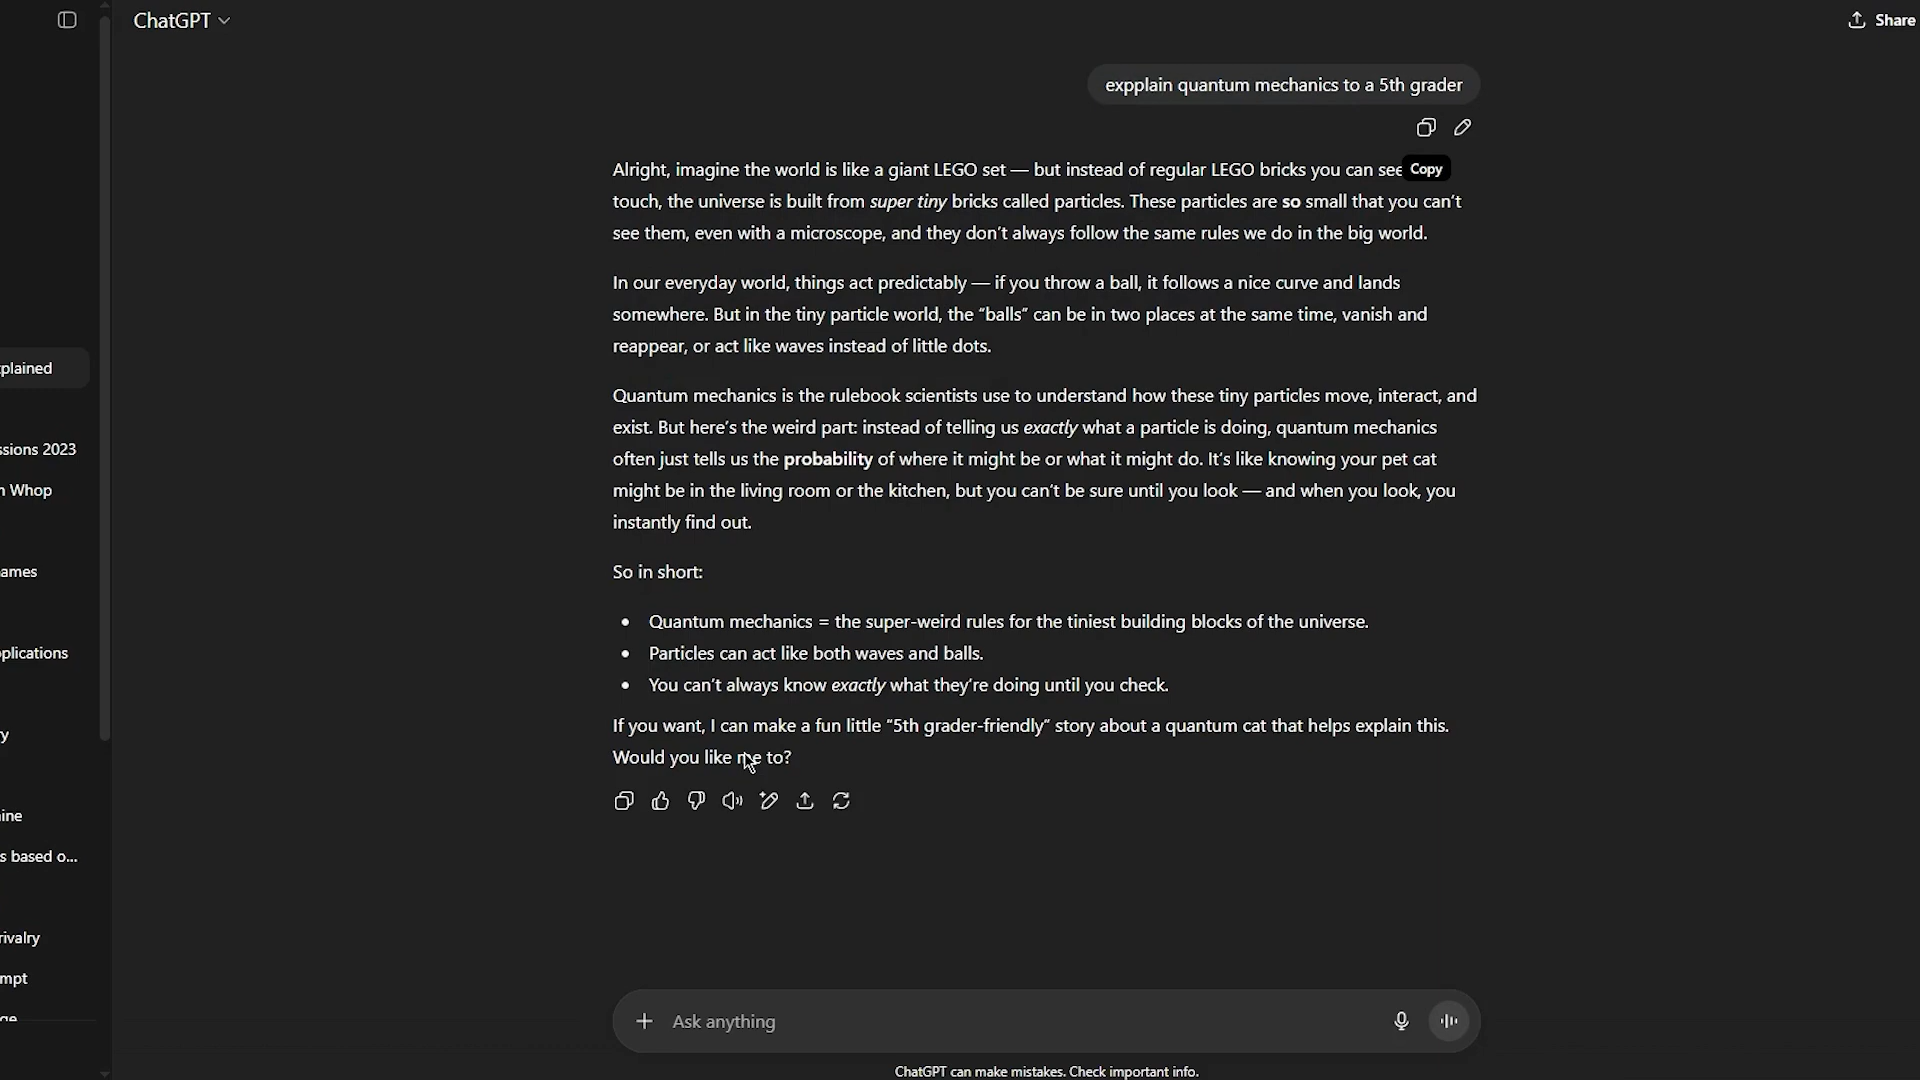 ChatGPT
Share
expplain quantum mechanics to a 5th grader
Alright, imagine the world is like a giant LEGO set — but instead of regular LEGO bricks you can see
Copy
touch, the universe is built from super tiny bricks called particles. These particles are so small that you can't
see them, even with a microscope, and they don't always follow the same rules we do in the big world.
In our everyday world, things act predictably — if you throw a ball, it follows a nice curve and lands
somewhere. But in the tiny particle world, the “balls” can be in two places at the same time, vanish and
reappear, or act like waves instead of little dots.
Quantum mechanics is the rulebook scientists use to understand how these tiny particles move, interact, and
exist. But here's the weird part: instead of telling us exactly what a particle is doing, quantum mechanics
often just tells us the probability of where it might be or what it might do. It's like knowing your pet cat
might be in the living room or the kitchen, but you can't be sure until you look — and when you look, you
instantly find out.
So in short:
• Quantum mechanics = the super-weird rules for the tiniest building blocks of the universe.
• Particles can act like both waves and balls.
• You can't always know exactly what they're doing until you check.
If you want, I can make a fun little “5th grader-friendly” story about a quantum cat that helps explain this.
Would you like me to?
Ask anything
ChatGPT can make mistakes. Check important info.
plained
ssions 2023
n Whop
ames
plications
ry
ine
s based o...
rivalry
mpt